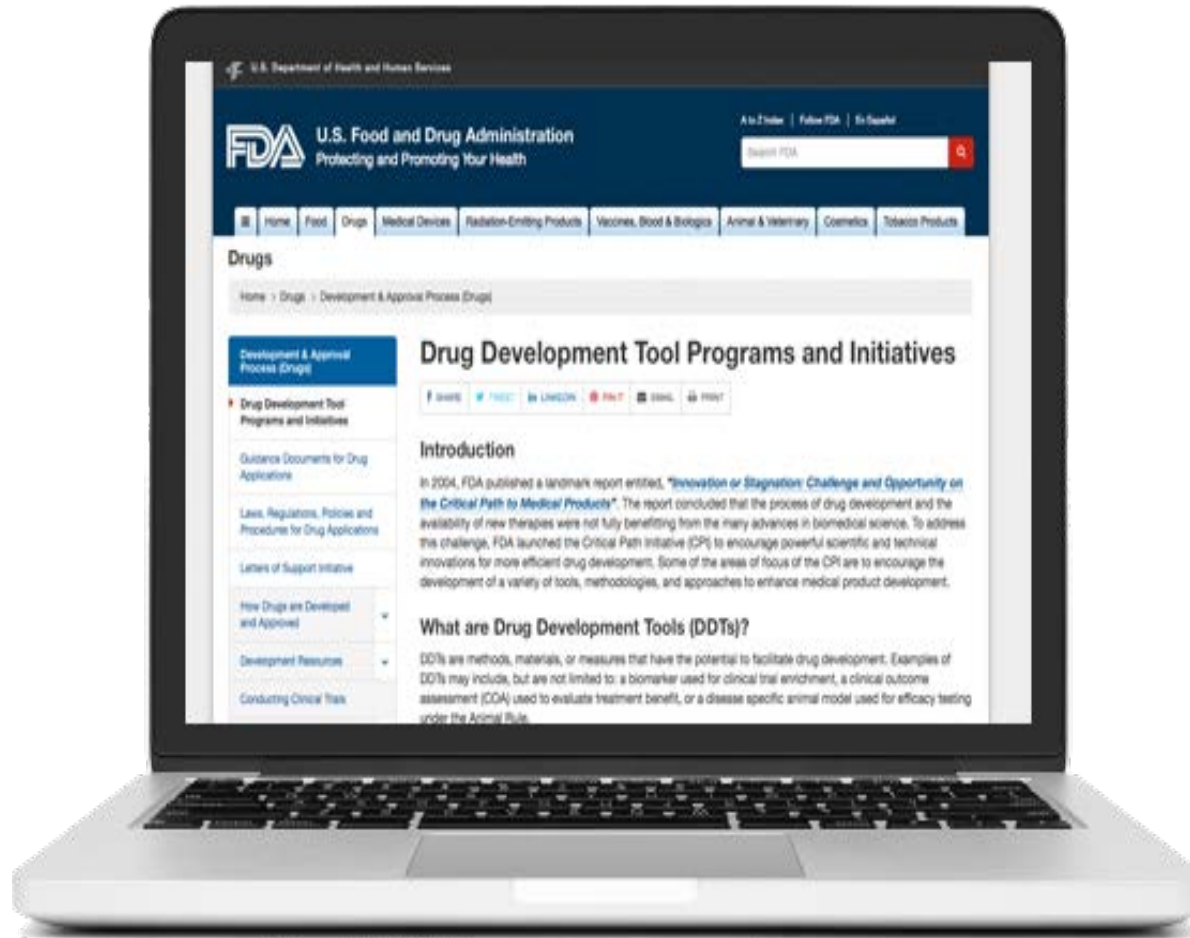 U.S. Department of Health and Human Services
A to Z Index | Follow FDA | En Español
FDA
U.S. Food and Drug Administration
Protecting and Promoting Your Health
Search FDA
Home Food Drugs Medical Devices Radiation-Emitting Products Vaccines, Blood & Biologics Animal & Veterinary Cosmetics Tobacco Products
Drugs
Home > Drugs > Development & Approval Process (Drugs)
Development & Approval
Process (Drugs)
Drug Development Tool
Programs and Initiatives
Guidance Documents for Drug
Applications
Laws, Regulations, Policies and
Procedures for Drug Applications
Letters of Support Initiative
How Drugs are Developed
and Approved
Development Resources
Conducting Clinical Trials
Drug Development Tool Programs and Initiatives
f SHARE TWEET in LINKEDIN PIN IT EMAIL PRINT
Introduction
In 2004, FDA published a landmark report entitled, "Innovation or Stagnation: Challenge and Opportunity on
the Critical Path to Medical Products". The report concluded that the process of drug development and the
availability of new therapies were not fully benefitting from the many advances in biomedical science. To address
this challenge, FDA launched the Critical Path Initiative (CPI) to encourage powerful scientific and technical
innovations for more efficient drug development. Some of the areas of focus of the CPI are to encourage the
development of a variety of tools, methodologies, and approaches to enhance medical product development.
What are Drug Development Tools (DDTs)?
DDTs are methods, materials, or measures that have the potential to facilitate drug development. Examples of
DDTs may include, but are not limited to: a biomarker used for clinical trial enrichment, a clinical outcome
assessment (COA) used to evaluate treatment benefit, or a disease specific animal model used for efficacy testing
under the Animal Rule.